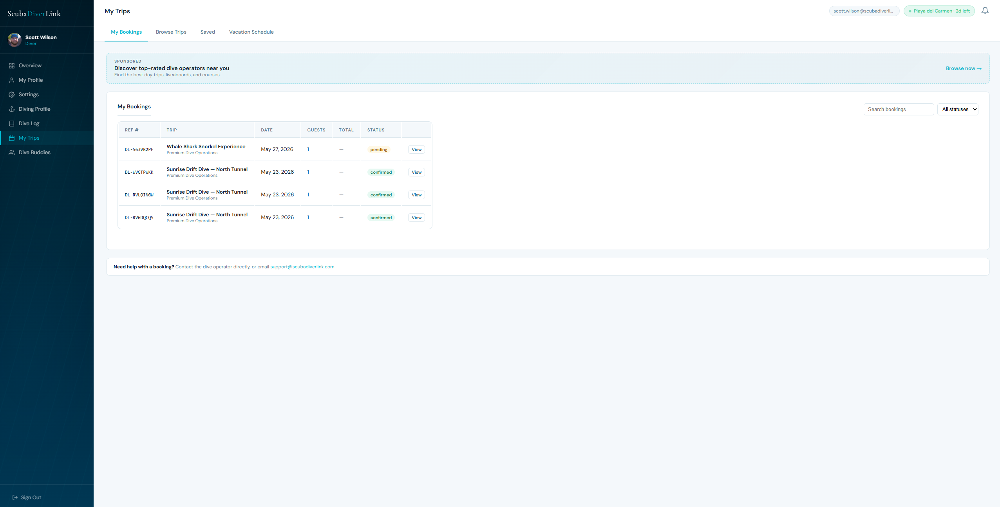 ScubaDiverLink
Scott Wilson
Diver
Overview
My Profile
Settings
Diving Profile
Dive Log
My Trips
Dive Buddies
Sign Out
My Trips
scott.wilson@scubadiverli...
Playa del Carmen · 2d left
My Bookings
Browse Trips
Saved
Vacation Schedule
SPONSORED
Discover top-rated dive operators near you
Find the best day trips, liveaboards, and courses
Browse now →
My Bookings
Search bookings...
All statuses
REF # TRIP DATE GUESTS TOTAL STATUS
DL-S63VR2PF Whale Shark Snorkel Experience May 27, 2026 1 — pending View
Premium Dive Operations
DL-WVGTPWKK Sunrise Drift Dive — North Tunnel May 23, 2026 1 — confirmed View
Premium Dive Operations
DL-RVLQINGW Sunrise Drift Dive — North Tunnel May 23, 2026 1 — confirmed View
Premium Dive Operations
DL-RV6DQCQS Sunrise Drift Dive — North Tunnel May 23, 2026 1 — confirmed View
Premium Dive Operations
Need help with a booking? Contact the dive operator directly, or email support@scubadiverlink.com